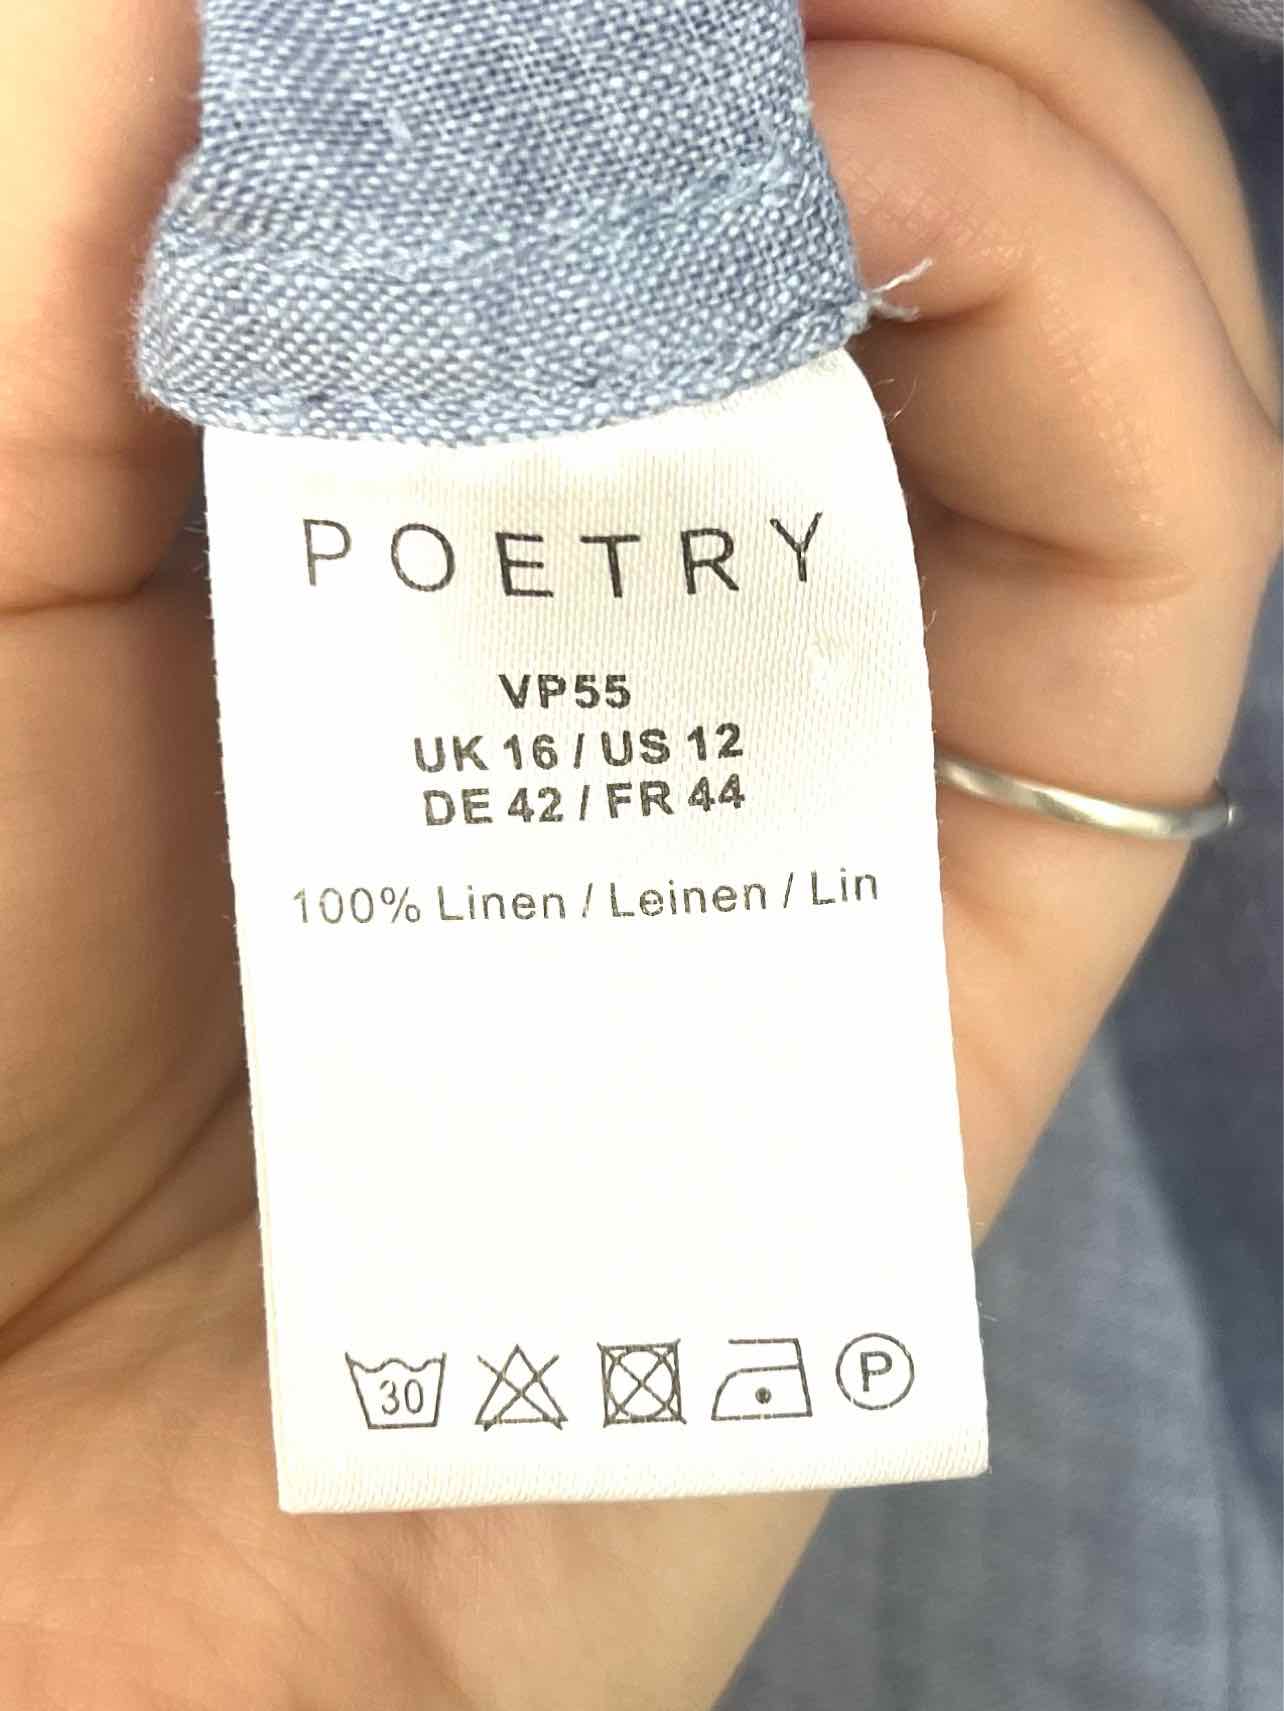 POETRY
VP55
UK 16 / US 12
DE 42 / FR 44
100% Linen / Leinen / Lin
30 P